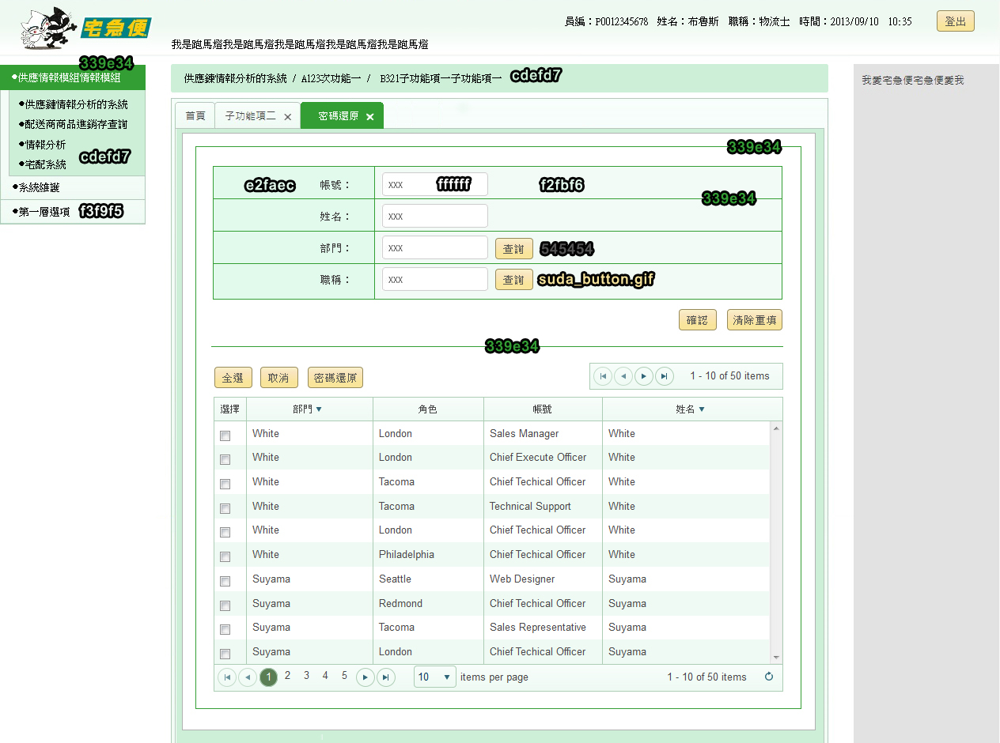 宅急便
員編：P0012345678 姓名：布魯斯 職稱：物流士 時間：2013/09/10 10:35
登出
我是跑馬燈我是跑馬燈我是跑馬燈我是跑馬燈我是跑馬燈
339e34
•供應情報模組情報模組
•供應鏈情報分析的系統
•配送商商品進銷存查詢
•情報分析
cdefd7
•宅配系統
•系統維護
•第一層選項 f3f9f5
供應鍊情報分析的系統 / A123次功能一 / B321子功能項一子功能項一 cdefd7
我愛宅急便宅急便愛我
首頁 子功能項二 × 密碼還原 ×
339e34
e2faec 帳號： xxx ffffff f2fbf6
339e34
姓名： xxx
部門： xxx 查詢 545454
職稱： xxx 查詢 suda_button.gif
確認 清除重填
339e34
全選 取消 密碼還原
1 - 10 of 50 items
選擇 部門 角色 帳號 姓名
White London Sales Manager White
White London Chief Execute Officer White
White Tacoma Chief Techical Officer White
White Tacoma Technical Support White
White London Chief Techical Officer White
White Philadelphia Chief Techical Officer White
Suyama Seattle Web Designer Suyama
Suyama Redmond Chief Techical Officer Suyama
Suyama Tacoma Sales Representative Suyama
Suyama London Chief Techical Officer Suyama
1 2 3 4 5 10 items per page 1 - 10 of 50 items